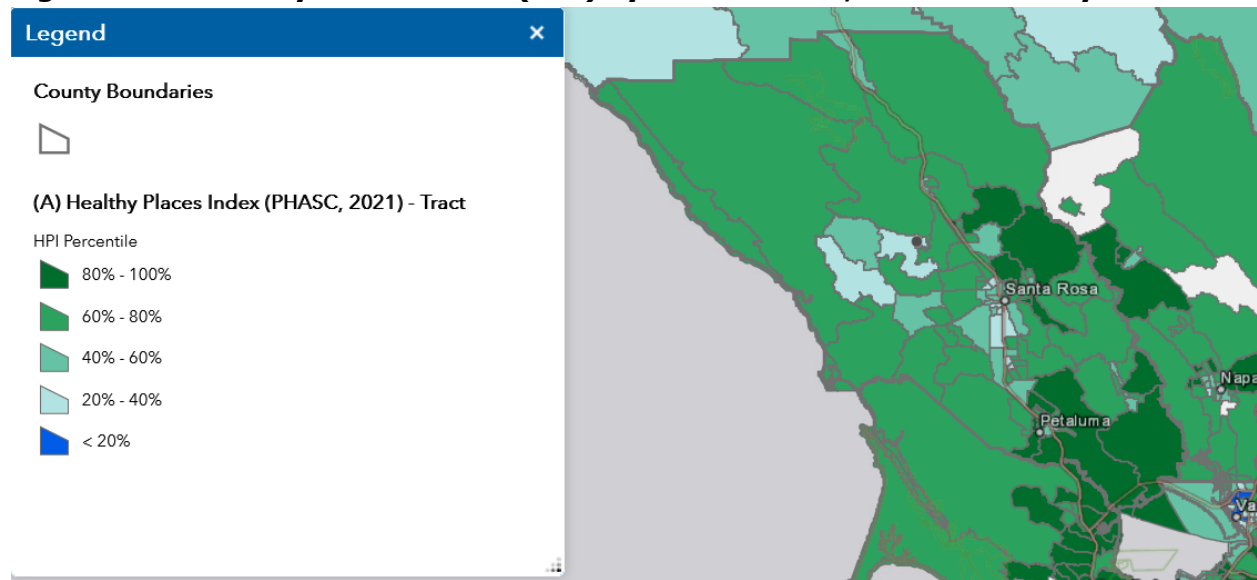 Legend ×
County Boundaries
(A) Healthy Places Index (PHASC, 2021) - Tract
HPI Percentile
80% - 100%
60% - 80%
40% - 60%
20% - 40%
< 20%
Santa Rosa
Napa
Petaluma
Va